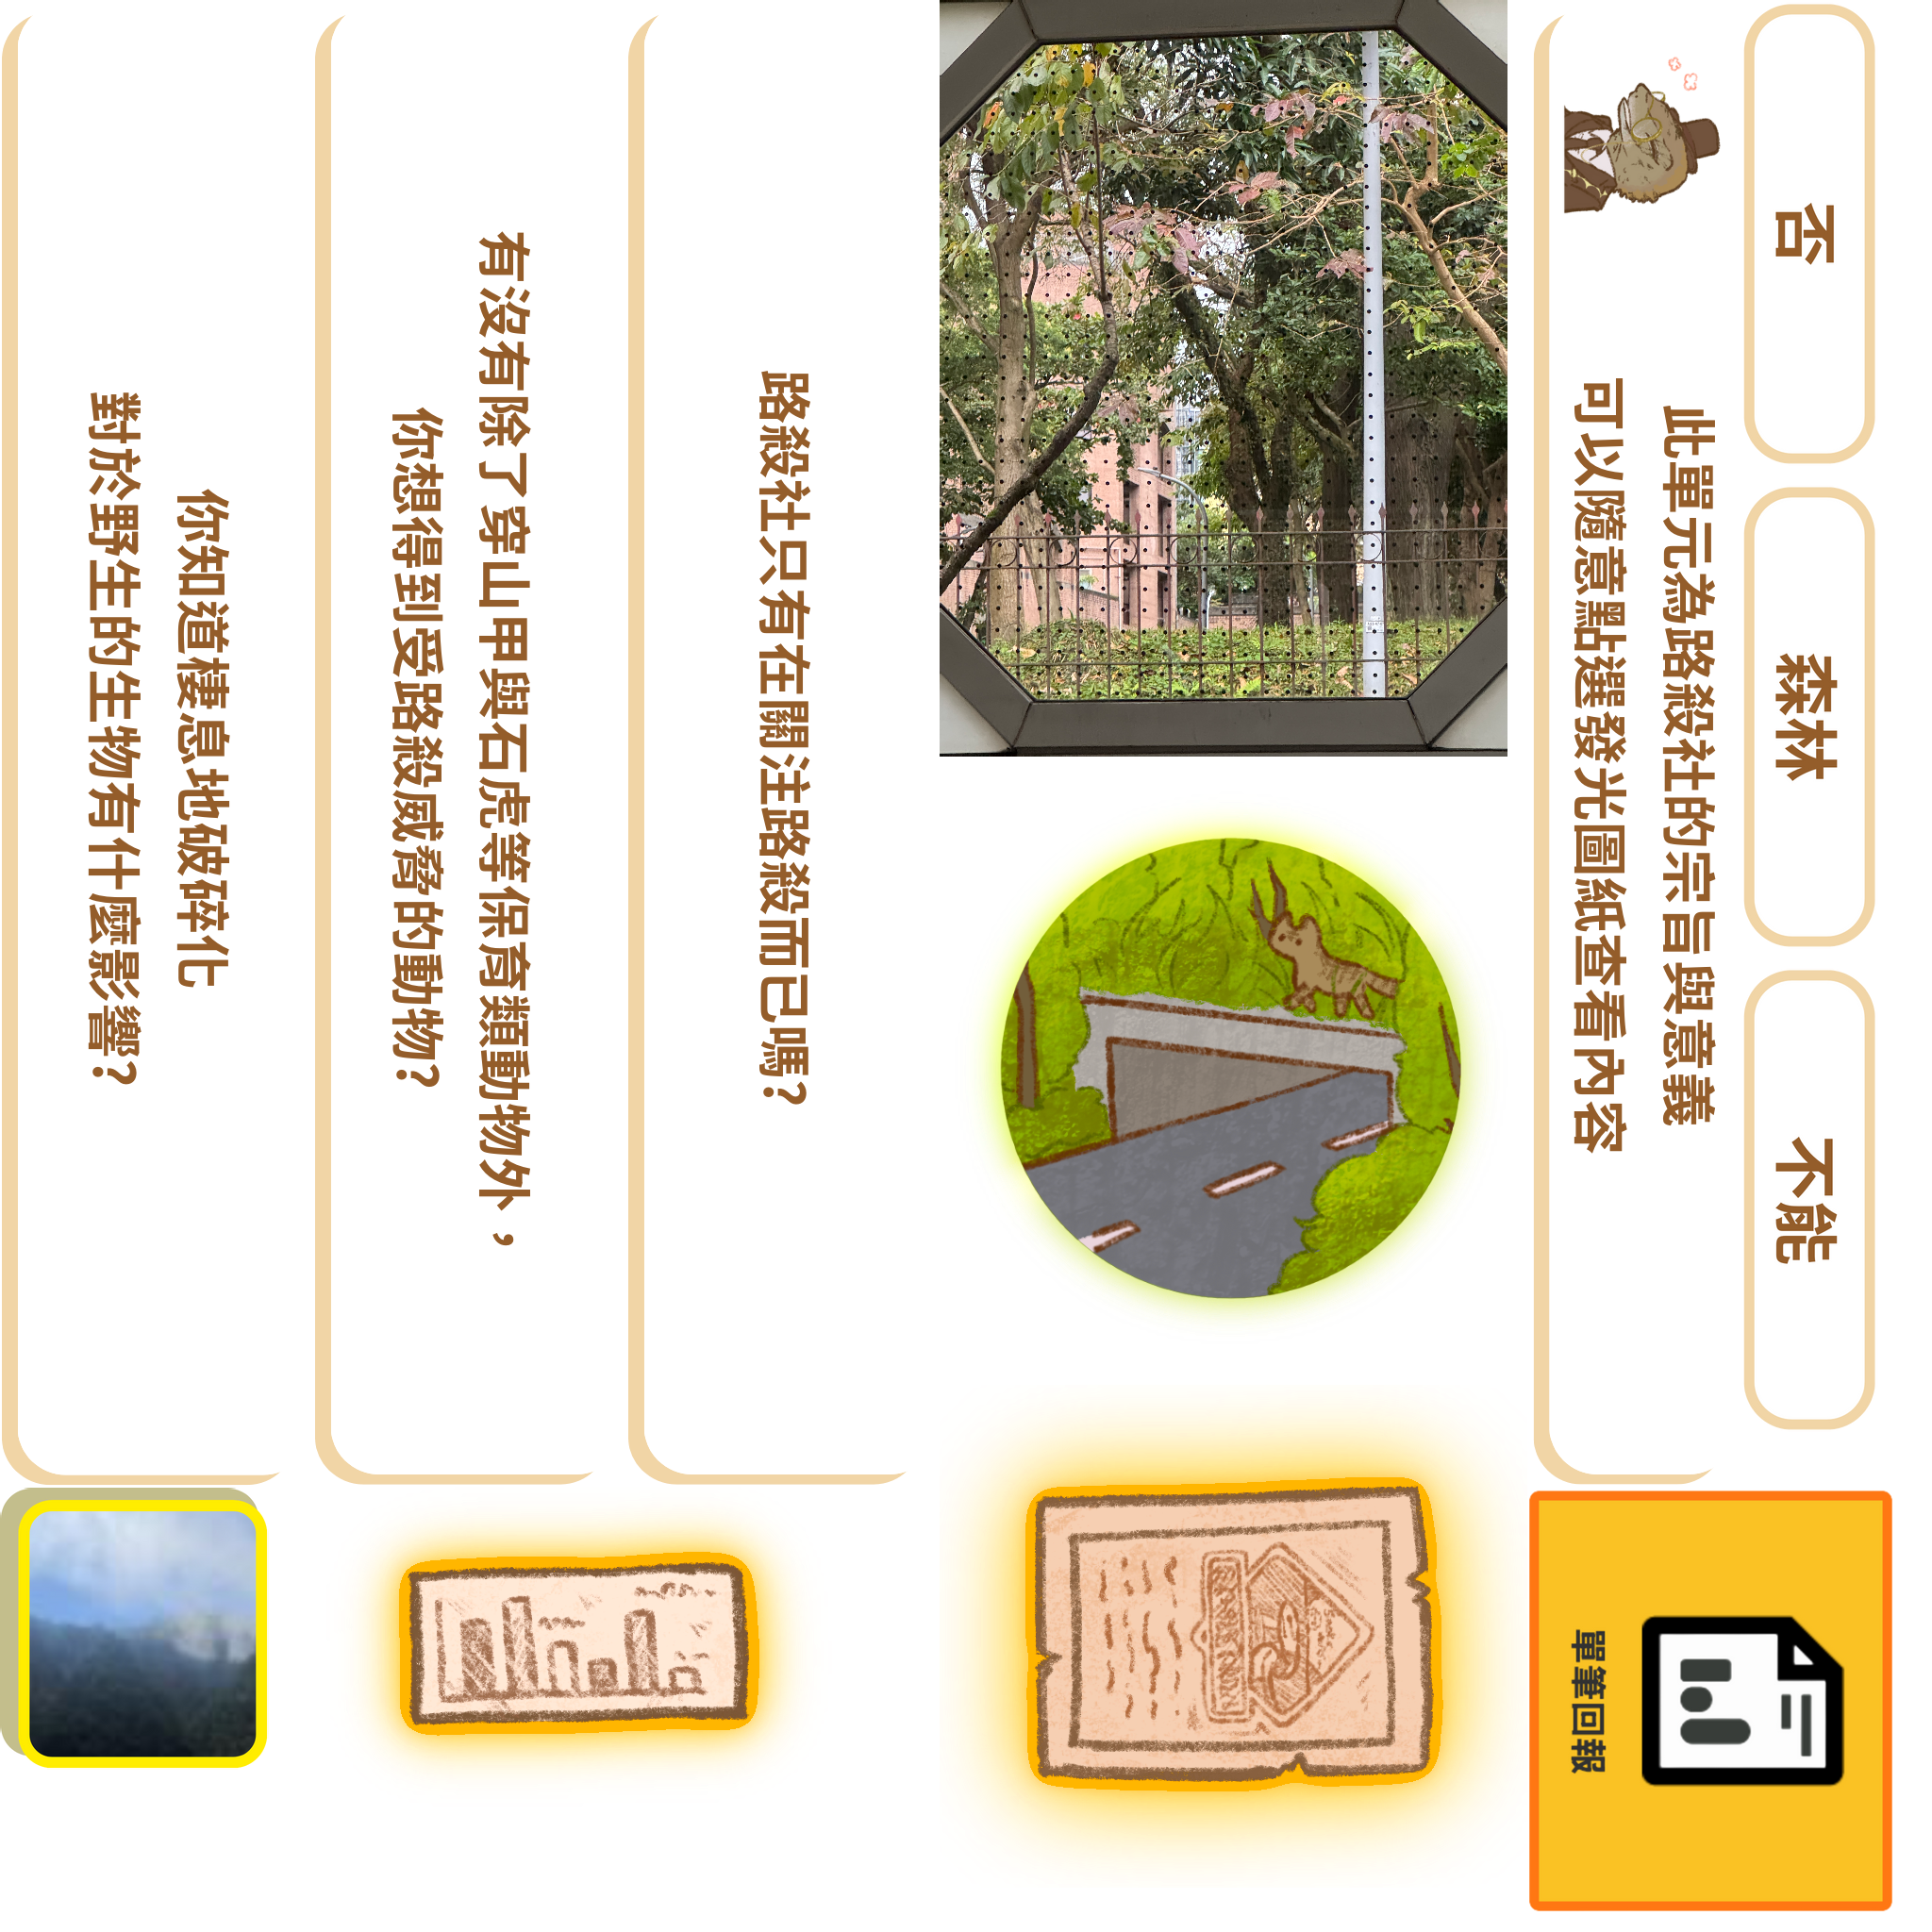 否
森林
不能
此單元為路殺社的宗旨與意義
可以隨意點選發光圖紙查看內容
單筆回報
路殺社只有在關注路殺而已嗎?
有沒有除了穿山甲與石虎等保育類動物外，
你想得到受路殺威脅的動物?
你知道棲息地破碎化
對於野生的生物有什麼影響?